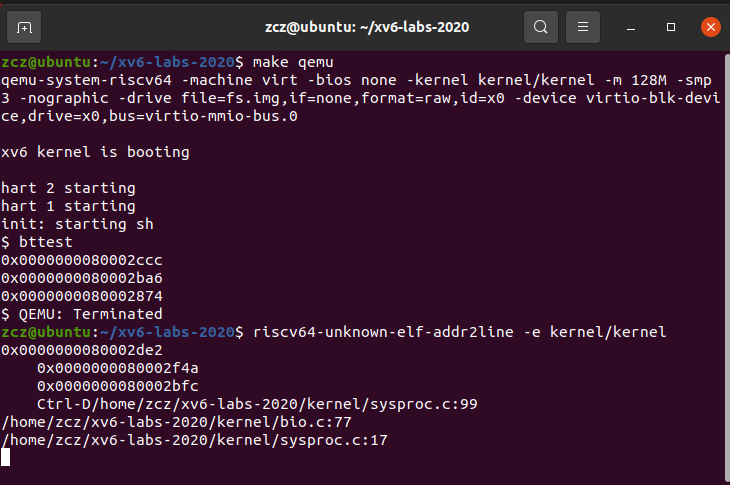 zcz@ubuntu: ~/xv6-labs-2020
zcz@ubuntu:~/xv6-labs-2020$ make qemu
qemu-system-riscv64 -machine virt -bios none -kernel kernel/kernel -m 128M -smp
3 -nographic -drive file=fs.img,if=none,format=raw,id=x0 -device virtio-blk-devi
ce,drive=x0,bus=virtio-mmio-bus.0
xv6 kernel is booting
hart 2 starting
hart 1 starting
init: starting sh
$ bttest
0x0000000080002ccc
0x0000000080002ba6
0x0000000080002874
$ QEMU: Terminated
zcz@ubuntu:~/xv6-labs-2020$ riscv64-unknown-elf-addr2line -e kernel/kernel
0x0000000080002de2
0x0000000080002f4a
0x0000000080002bfc
Ctrl-D/home/zcz/xv6-labs-2020/kernel/sysproc.c:99
/home/zcz/xv6-labs-2020/kernel/bio.c:77
/home/zcz/xv6-labs-2020/kernel/sysproc.c:17